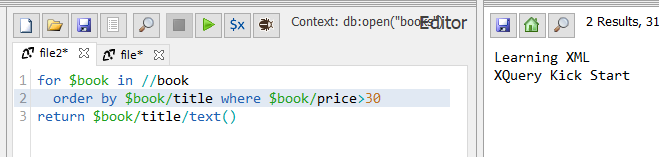 Context: db:open("books") Editor
2 Results, 31
file2* file*
1 for $book in //book
2 order by $book/title where $book/price>30
3 return $book/title/text()
Learning XML
XQuery Kick Start